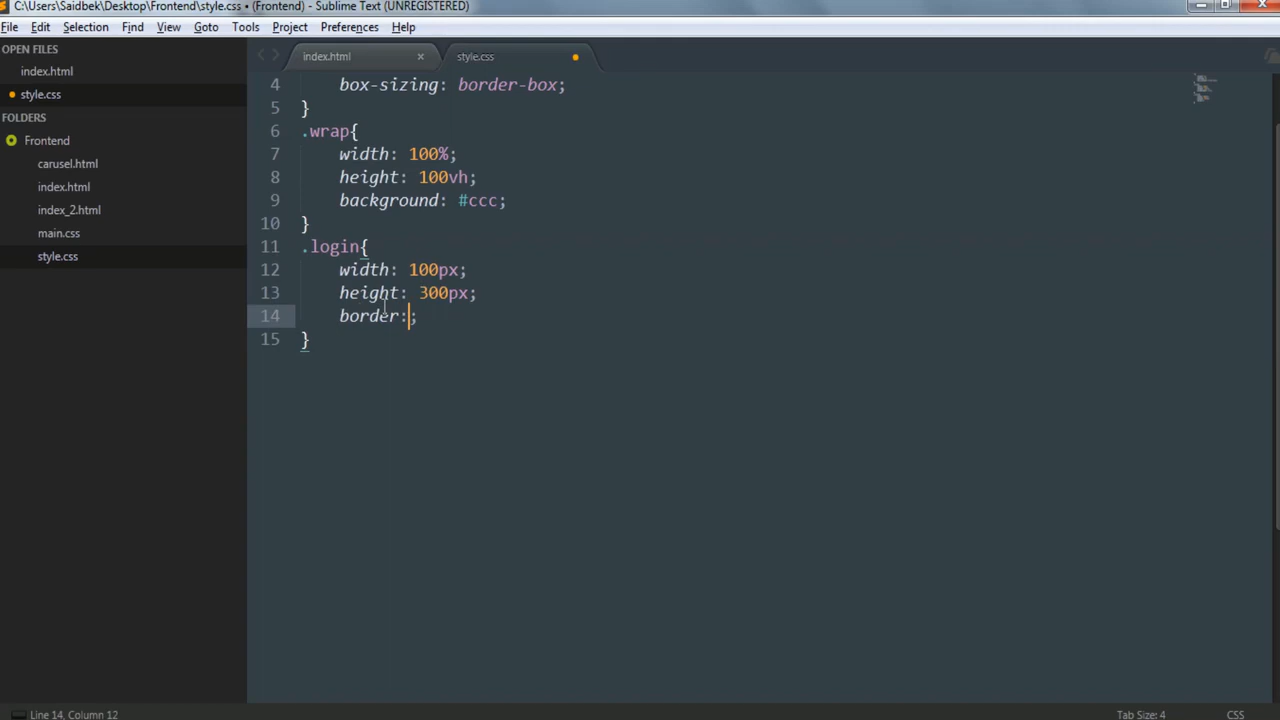 C:\Users\Saidbek\Desktop\Frontend\style.css • (Frontend) - Sublime Text (UNREGISTERED)
File Edit Selection Find View Goto Tools Project Preferences Help
OPEN FILES
index.html
style.css
FOLDERS
Frontend
carusel.html
index.html
index_2.html
main.css
style.css
index.html × style.css
4 box-sizing: border-box;
5 }
6 .wrap{
7 width: 100%;
8 height: 100vh;
9 background: #ccc;
10 }
11 .login{
12 width: 100px;
13 height: 300px;
14 border:;
15 }
Line 14, Column 12 Tab Size: 4 CSS